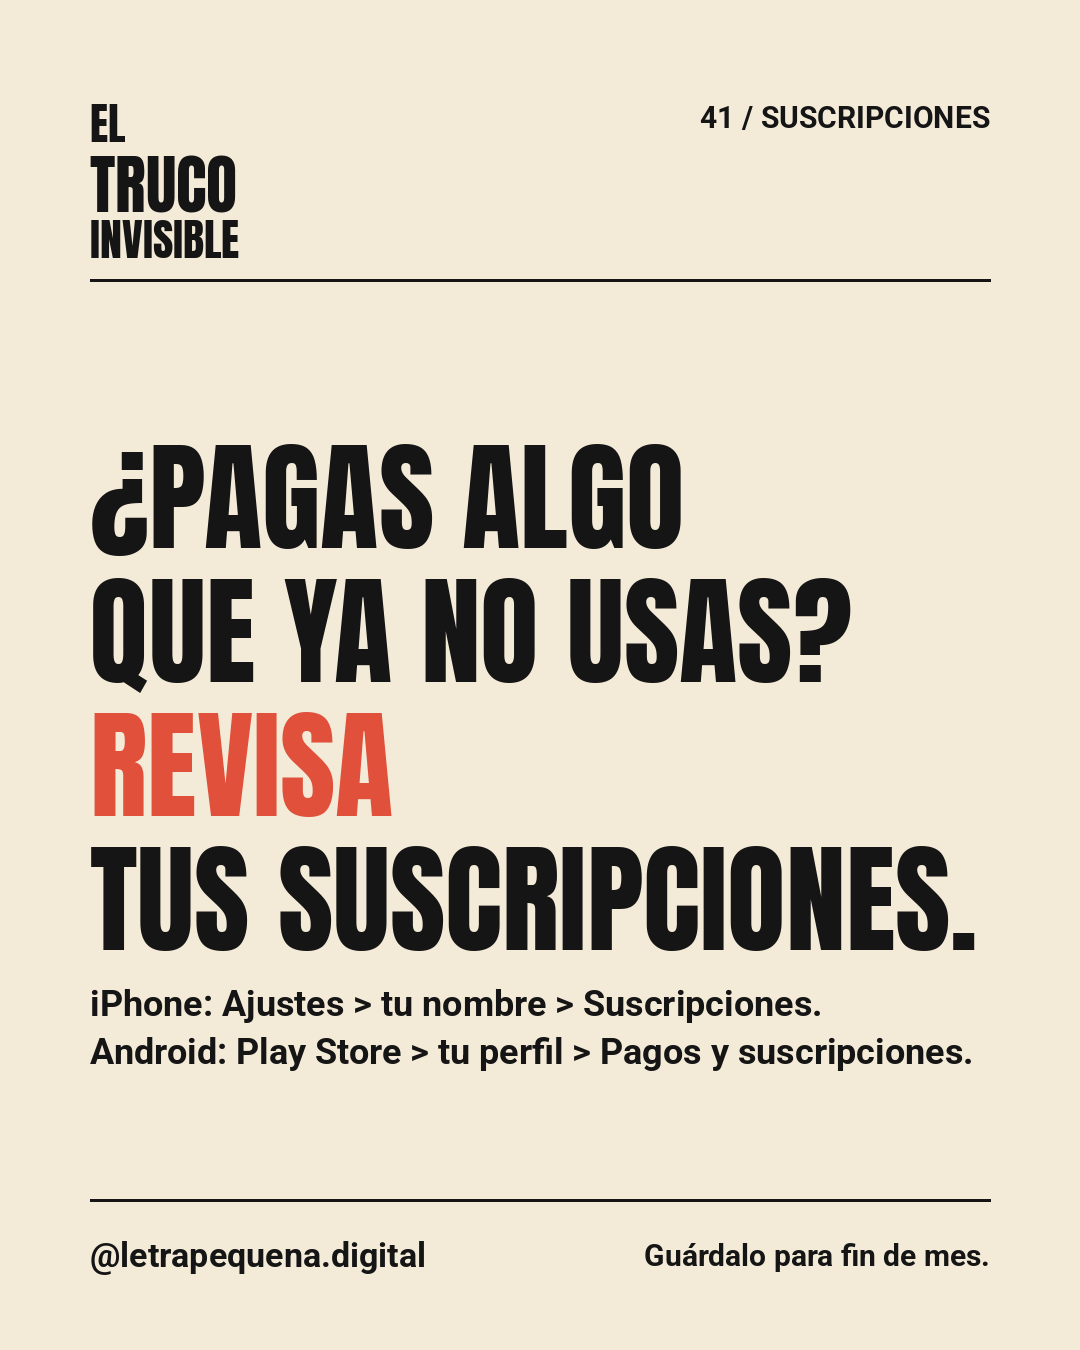 EL
TRUCO
INVISIBLE
41 / SUSCRIPCIONES
¿PAGAS ALGO
QUE YA NO USAS?
REVISA
TUS SUSCRIPCIONES.
iPhone: Ajustes > tu nombre > Suscripciones.
Android: Play Store > tu perfil > Pagos y suscripciones.
@letrapequena.digital
Guárdalo para fin de mes.